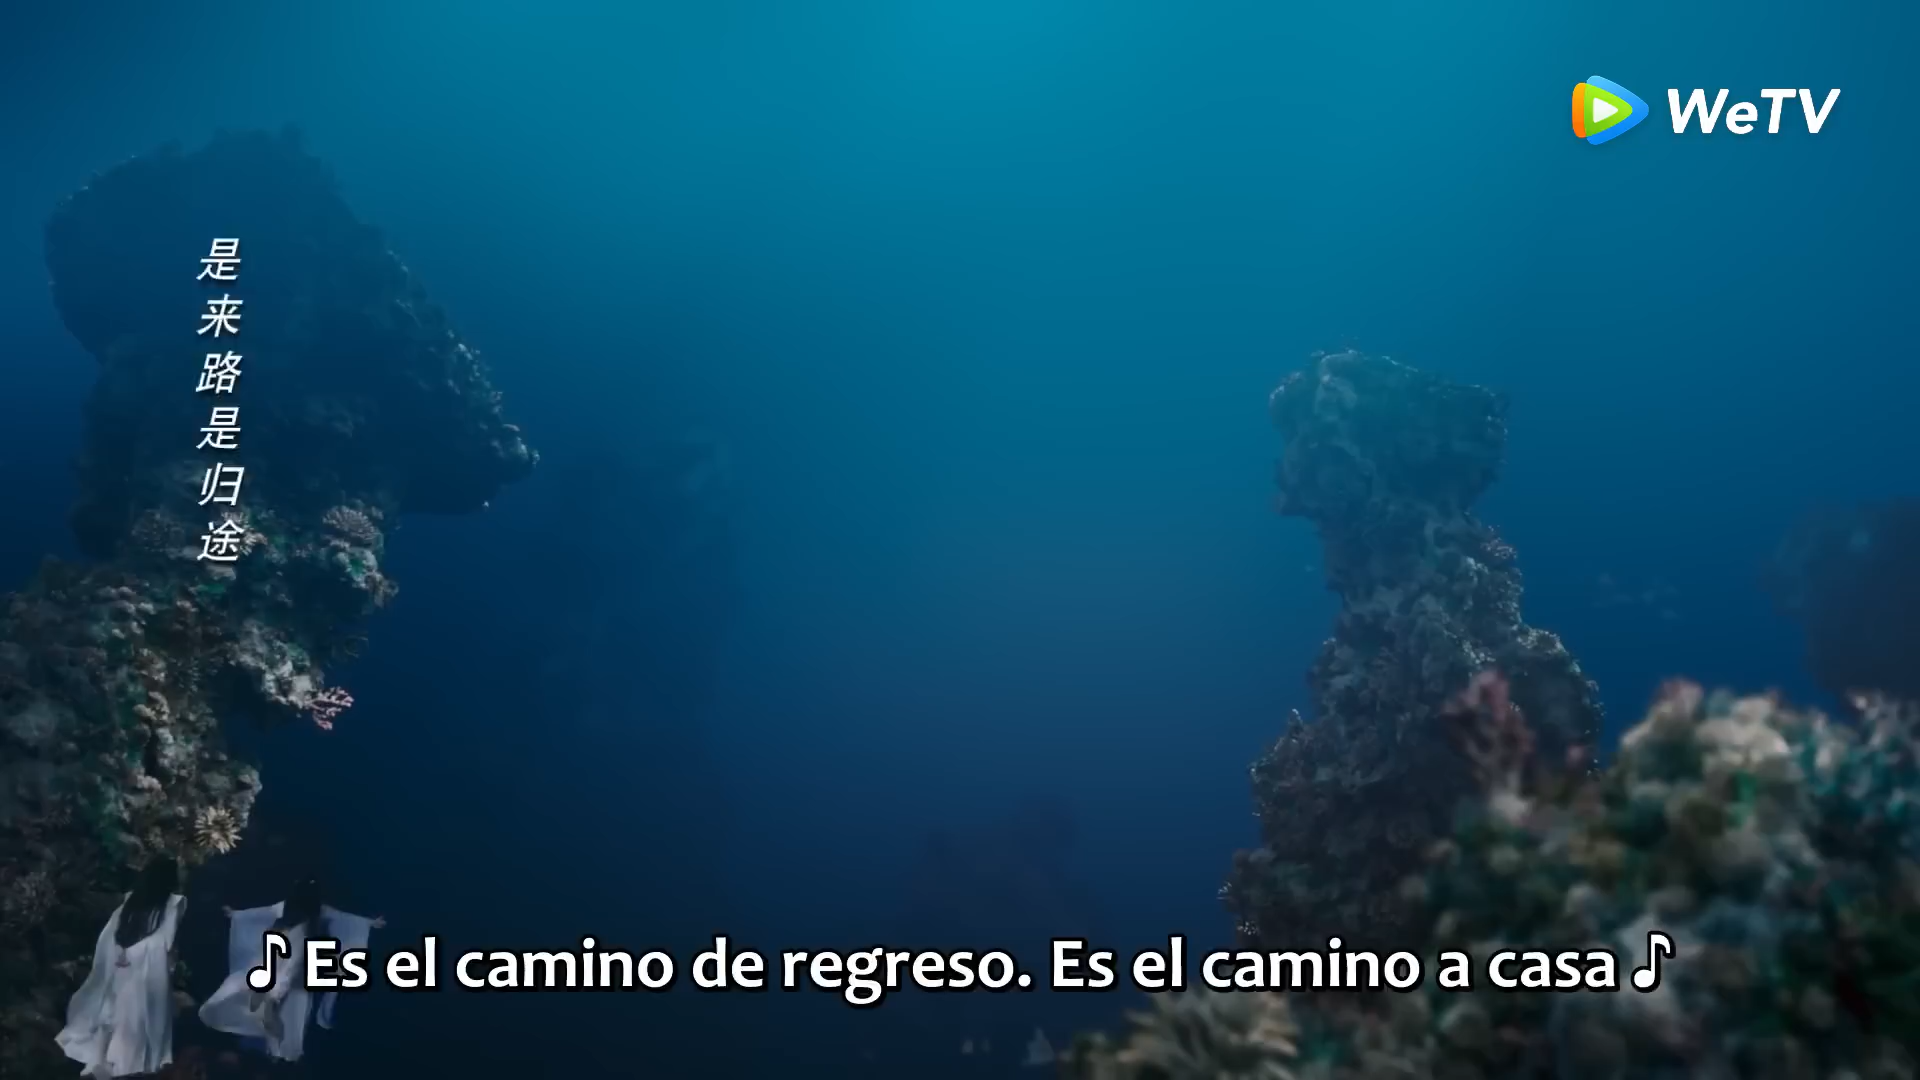 WeTV
是来路是归途
♪ Es el camino de regreso. Es el camino a casa ♪